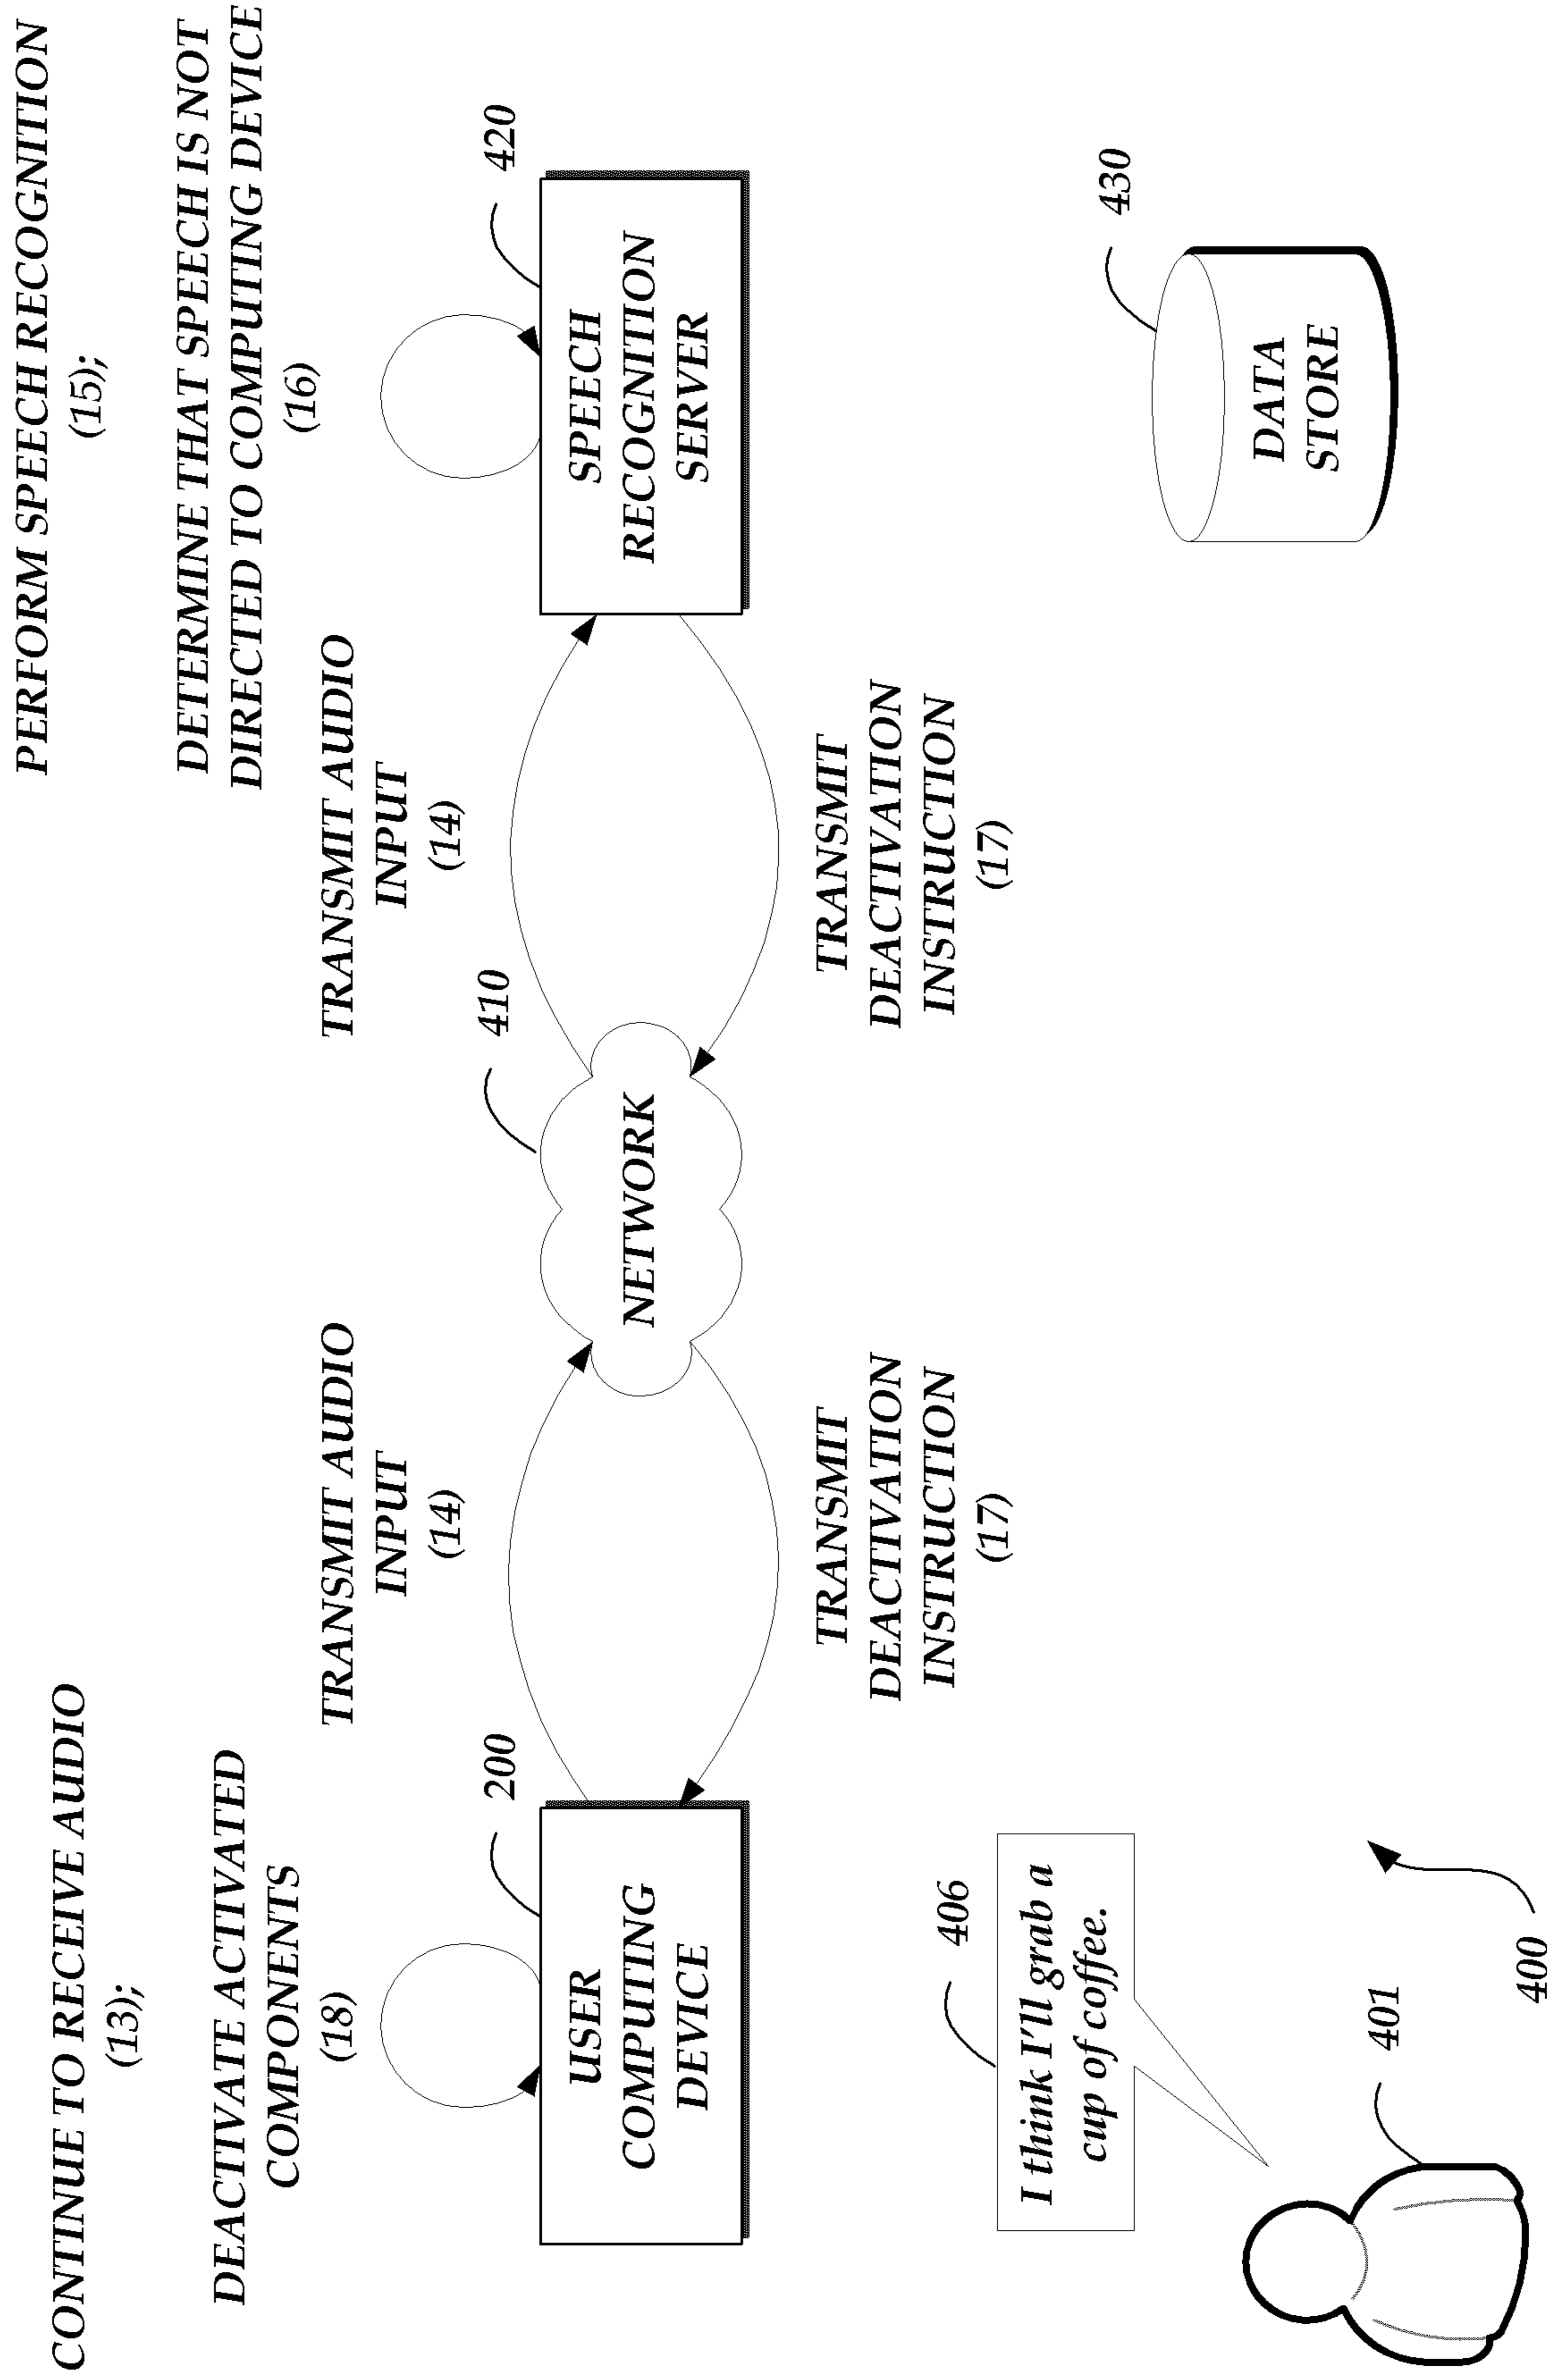 CONTINUE TO RECEIVE AUDIO
(13);
DEACTIVATE ACTIVATED
COMPONENTS
(18)
PERFORM SPEECH RECOGNITION
(15);
DETERMINE THAT SPEECH IS NOT
DIRECTED TO COMPUTING DEVICE
(16)
TRANSMIT AUDIO
INPUT
(14)
TRANSMIT AUDIO
INPUT
(14)
200
410
420
USER
COMPUTING
DEVICE
NETWORK
SPEECH
RECOGNITION
SERVER
TRANSMIT
DEACTIVATION
INSTRUCTION
(17)
TRANSMIT
DEACTIVATION
INSTRUCTION
(17)
406
I think I'll grab a
cup of coffee.
430
DATA
STORE
401
400